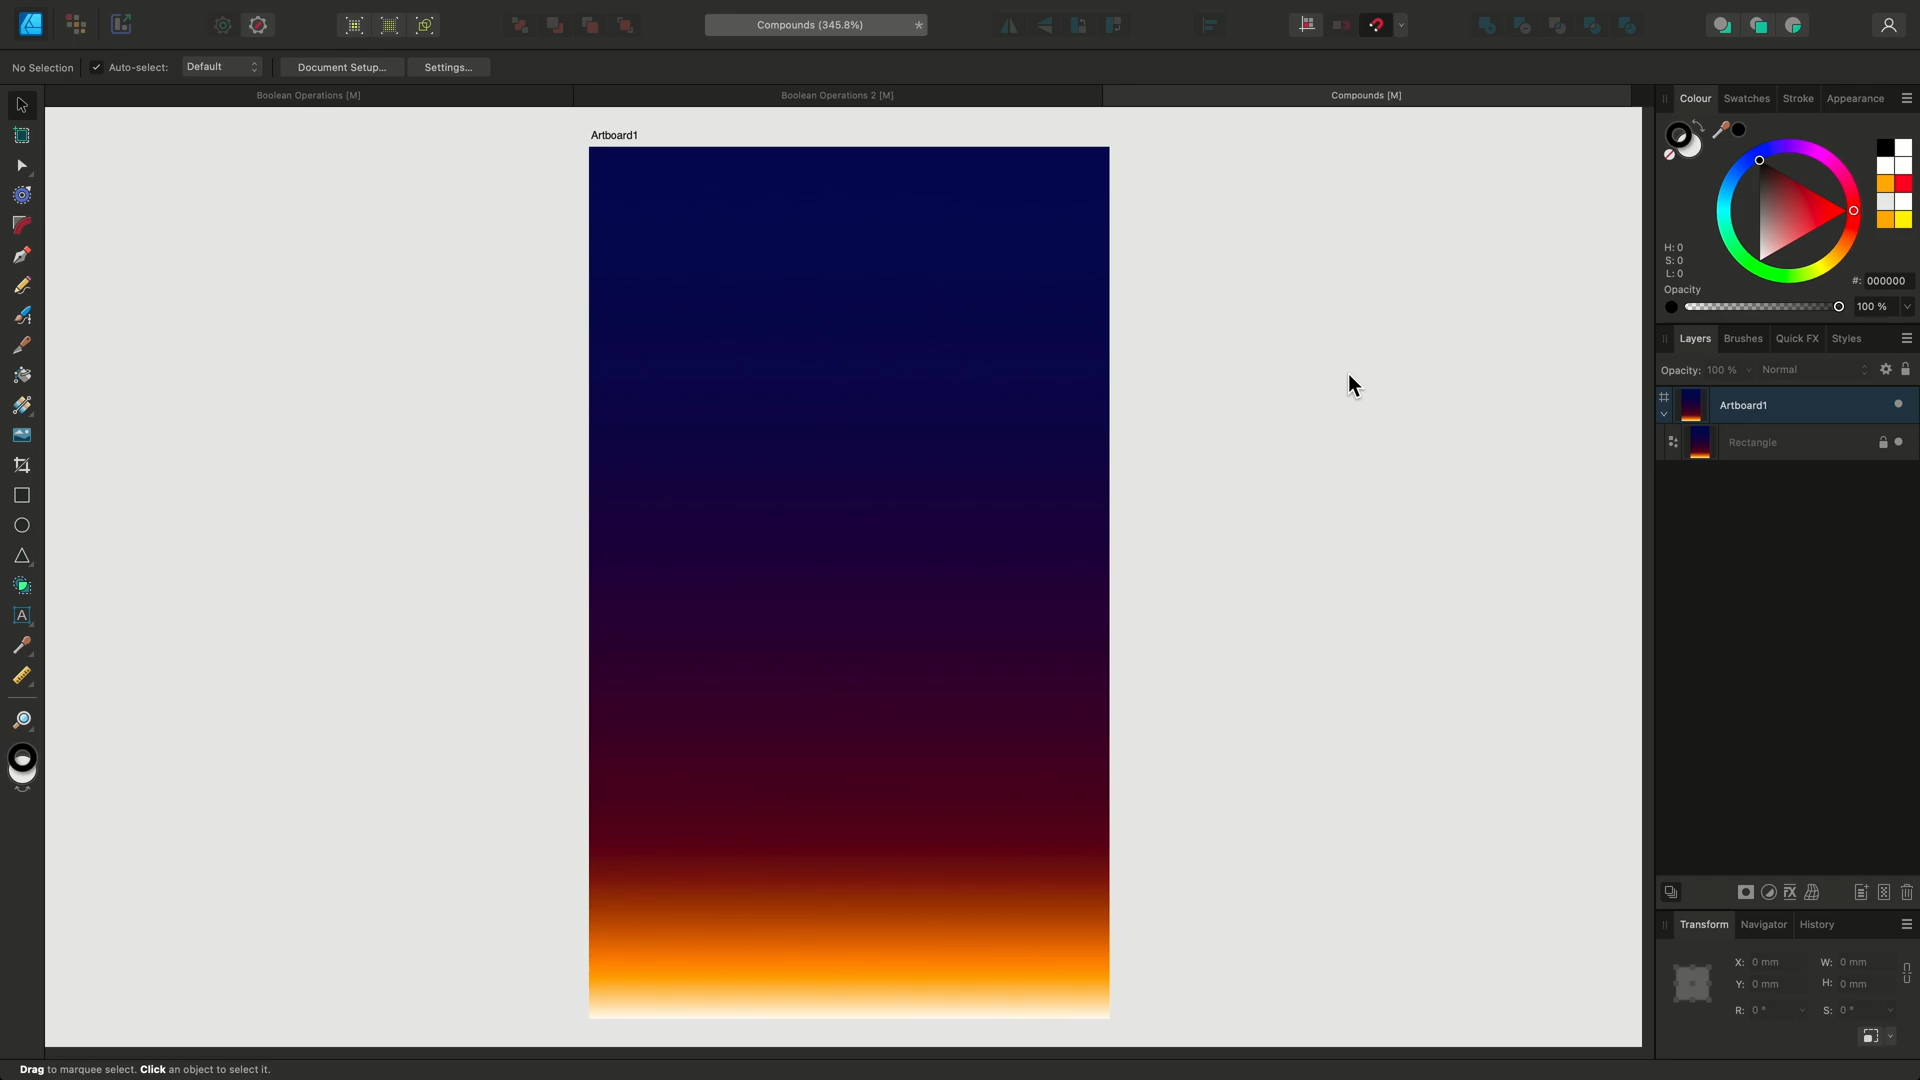 Compounds (345.8%)
*
No Selection
Auto-select:
Default
Document Setup...
Settings...
Boolean Operations [M]
Boolean Operations 2 [M]
Compounds [M]
Artboard1
Colour
Swatches
Stroke
Appearance
H: 0
S: 0
L: 0
#: 000000
Opacity
100 %
Layers
Brushes
Quick FX
Styles
Opacity: 100 %
Normal
Artboard1
Rectangle
Transform
Navigator
History
X: 0 mm
W: 0 mm
Y: 0 mm
H: 0 mm
R: 0 °
S: 0 °
Drag to marquee select. Click an object to select it.